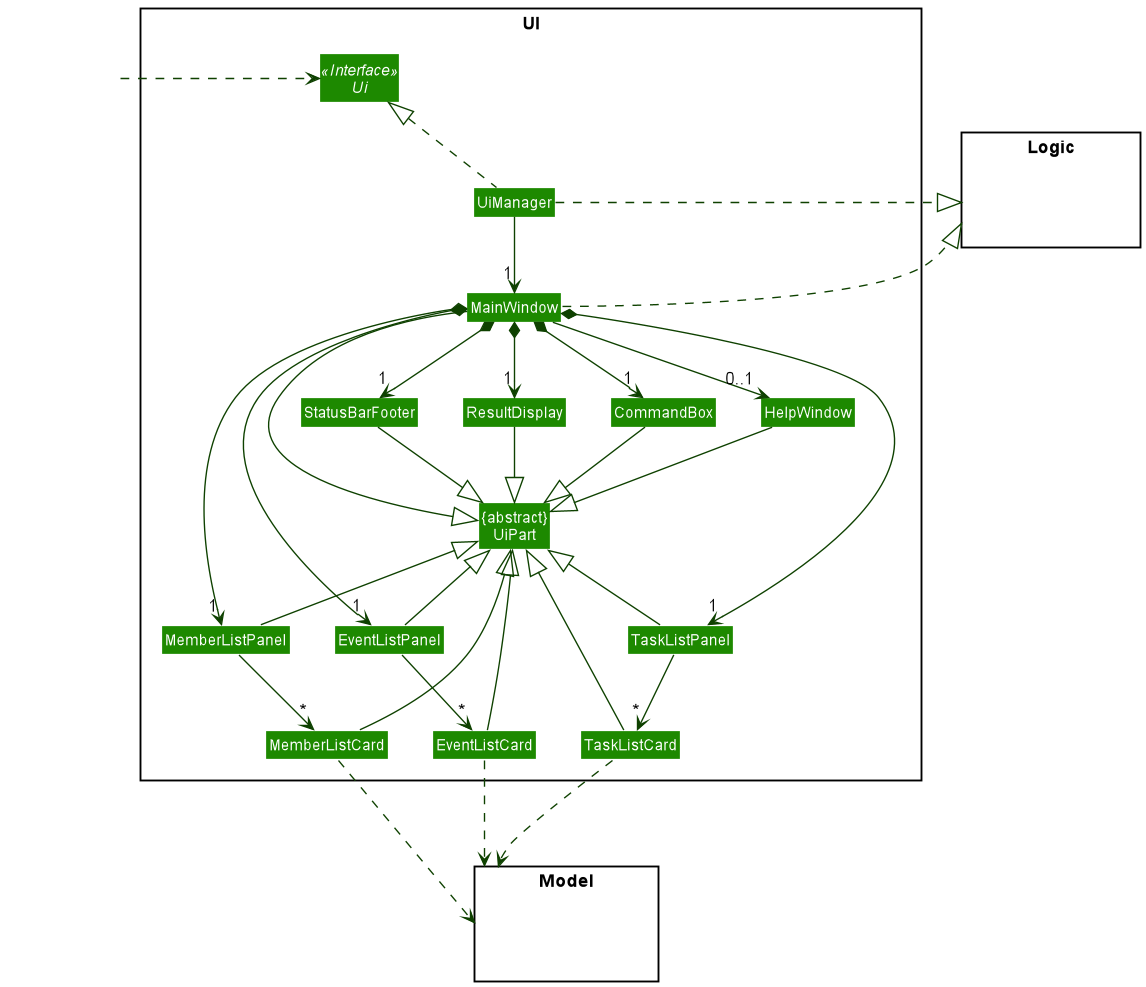 UI
«Interface»
Ui
Logic
UiManager
1
MainWindow
1
1
1
0..1
StatusBarFooter
ResultDisplay
CommandBox
HelpWindow
{abstract}
UiPart
1
1
1
MemberListPanel
EventListPanel
TaskListPanel
*
*
*
MemberListCard
EventListCard
TaskListCard
Model